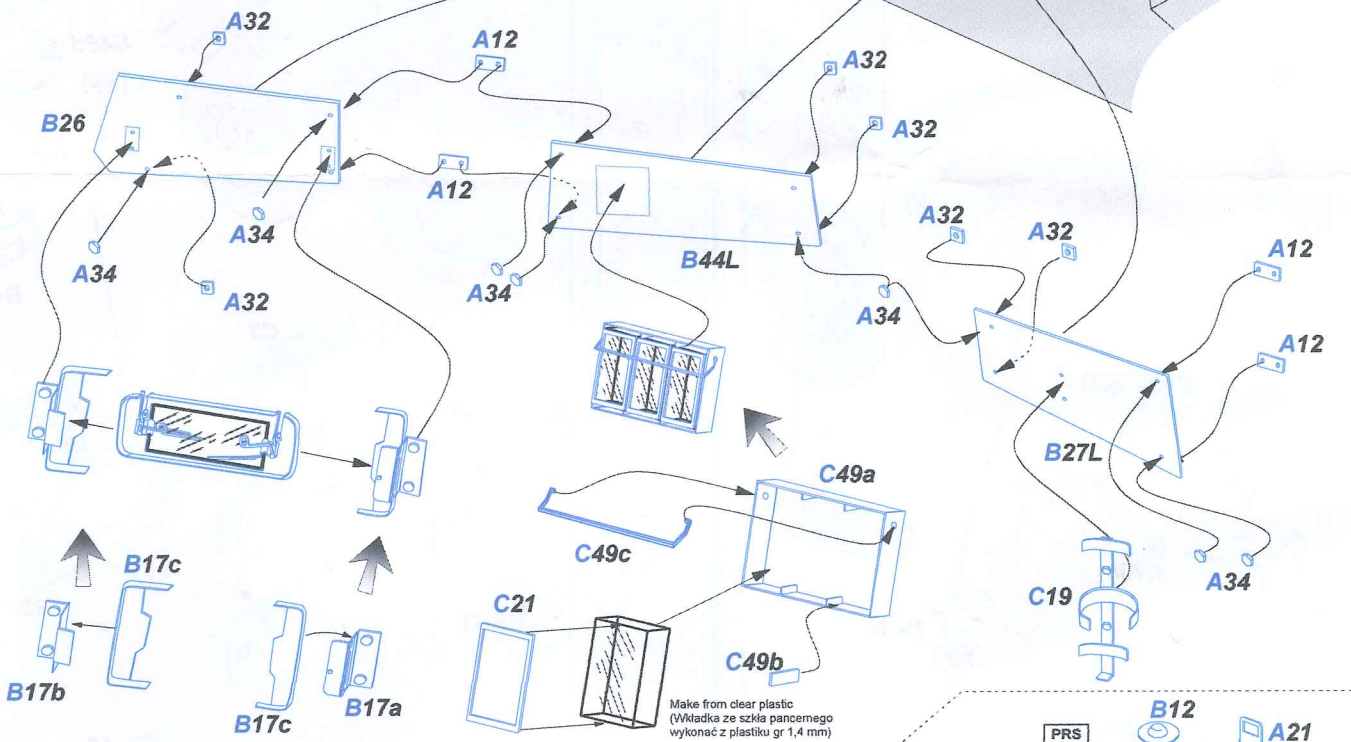 A32
A12
A32
B26
A32
A12
A34
B44L
A32
A32
A12
A34
A32
A34
A34
A12
B27L
C49a
C49c
B17c
C21
C19
A34
C49b
B17b
B17c
B17a
Make from clear plastic
(Wkładka ze szkła pancernego
wykonać z plastiku gr 1,4 mm)
PRS
B12
A21